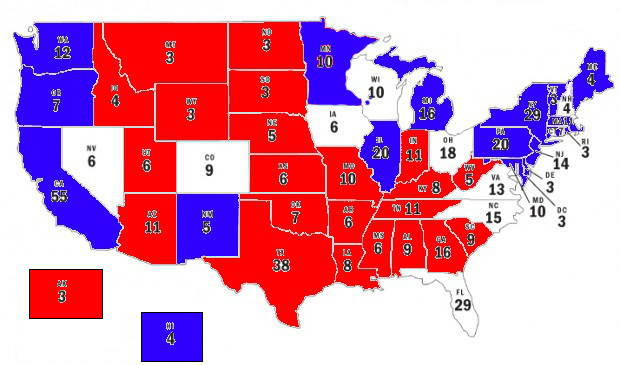 WA
12
OR
7
CA
55
NV
6
ID
4
MT
3
WY
3
UT
6
AZ
11
CO
9
NM
5
ND
3
SD
3
NE
5
KS
6
OK
7
TX
38
MN
10
IA
6
MO
10
AR
6
LA
8
WI
10
IL
20
MI
16
IN
11
OH
18
KY
8
TN 11
MS
6
AL
9
GA
16
FL
29
SC
9
NC
15
VA
13
WV
5
PA
20
NY
29
VT
3
NH
4
ME
4
11
7
RI
3
NJ
14
DE
3
MD
10
DC
3
AK
3
HI
4